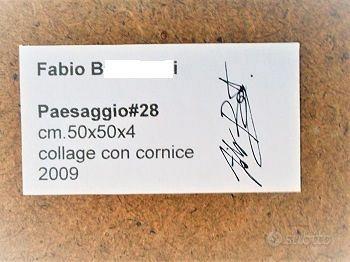 Fabio B i
Paesaggio#28
cm.50x50x4
collage con cornice
2009
subito